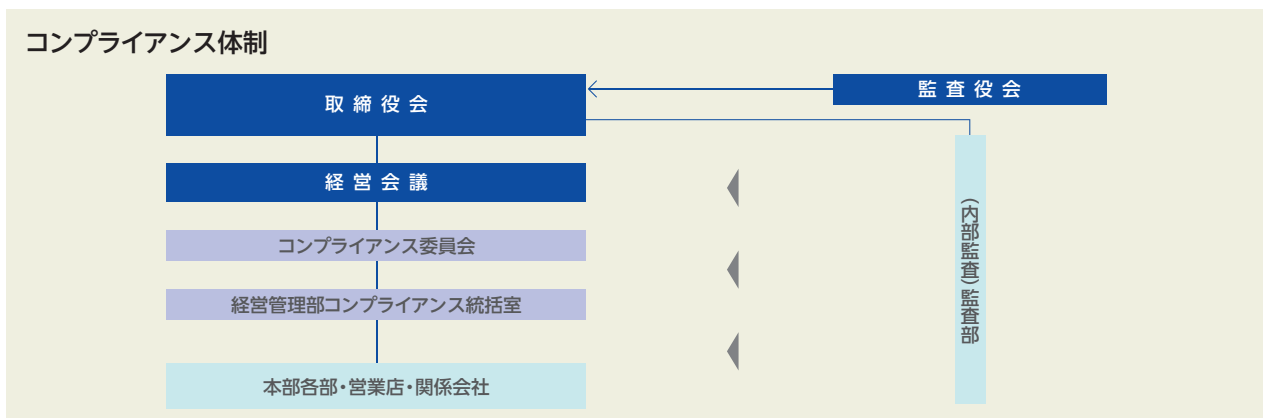 コンプライアンス体制
取締役会
監査役会
経営会議
コンプライアンス委員会
経営管理部コンプライアンス統括室
本部各部・営業店・関係会社
(内部監査)監査部